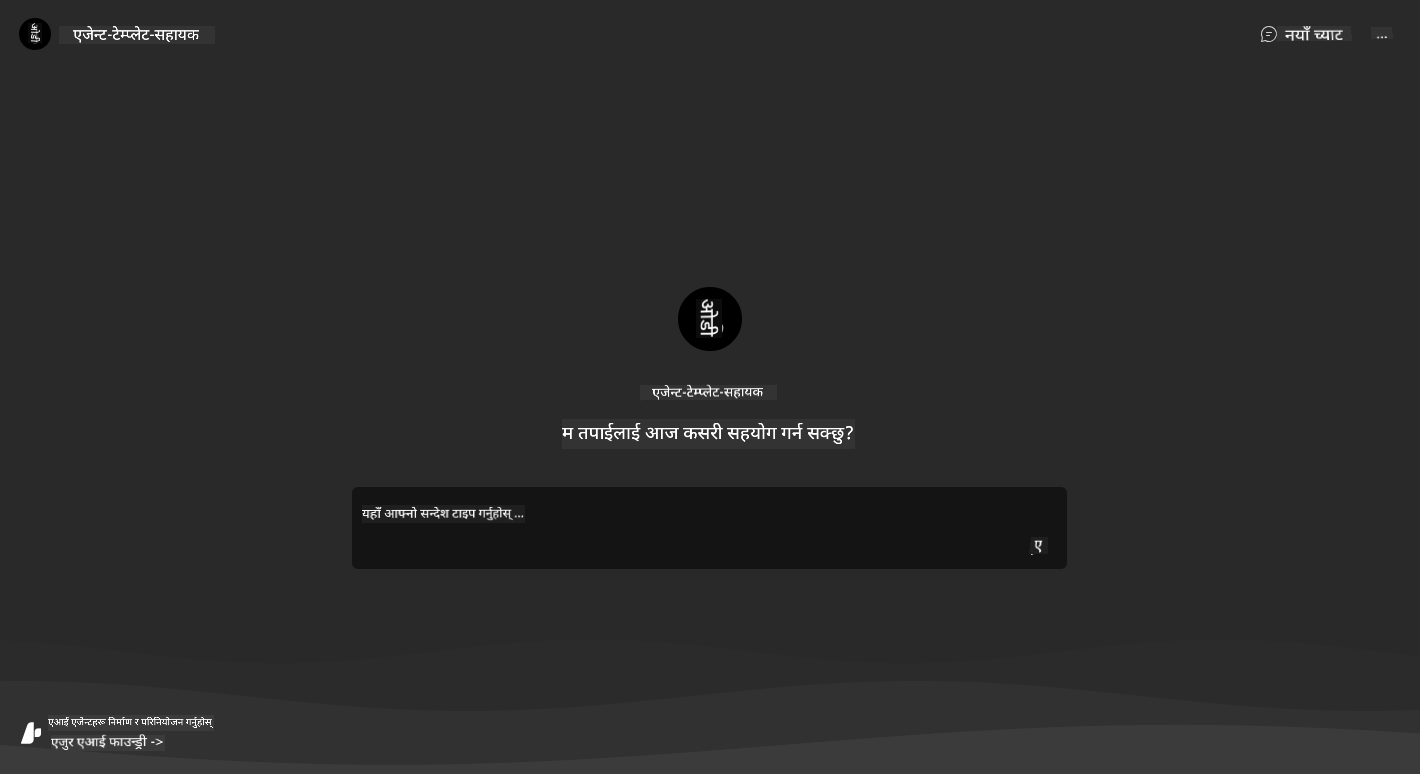 ओडी
एजेन्ट-टेम्प्लेट-सहायक
नयाँ च्याट
...
ओडी
एजेन्ट-टेम्प्लेट-सहायक
म तपाईलाई आज कसरी सहयोग गर्न सक्छु?
यहाँ आफ्नो सन्देश टाइप गर्नुहोस् ...
ए
एआई एजेन्टहरू निर्माण र परिनियोजन गर्नुहोस्
एजुर एआई फाउन्ड्री ->